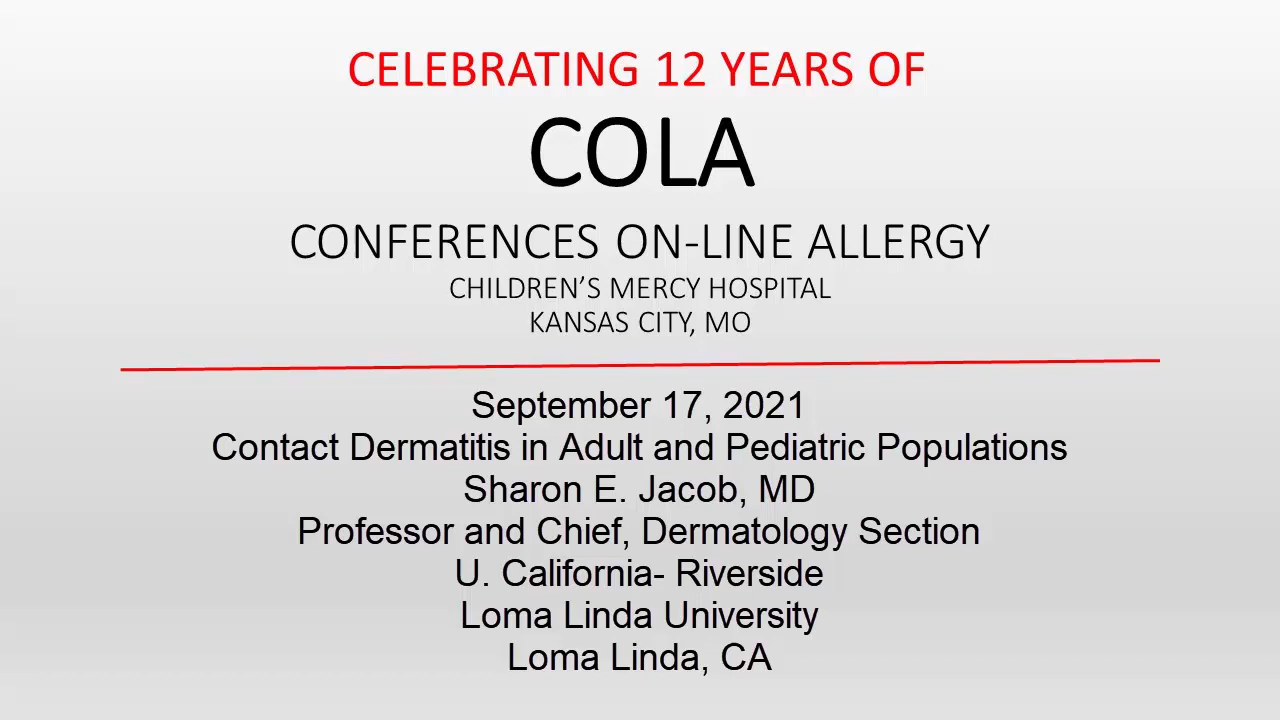 CELEBRATING 12 YEARS OF
COLA
CONFERENCES ON-LINE ALLERGY
CHILDREN’S MERCY HOSPITAL
KANSAS CITY, MO
September 17, 2021
Contact Dermatitis in Adult and Pediatric Populations
Sharon E. Jacob, MD
Professor and Chief, Dermatology Section
U. California- Riverside
Loma Linda University
Loma Linda, CA